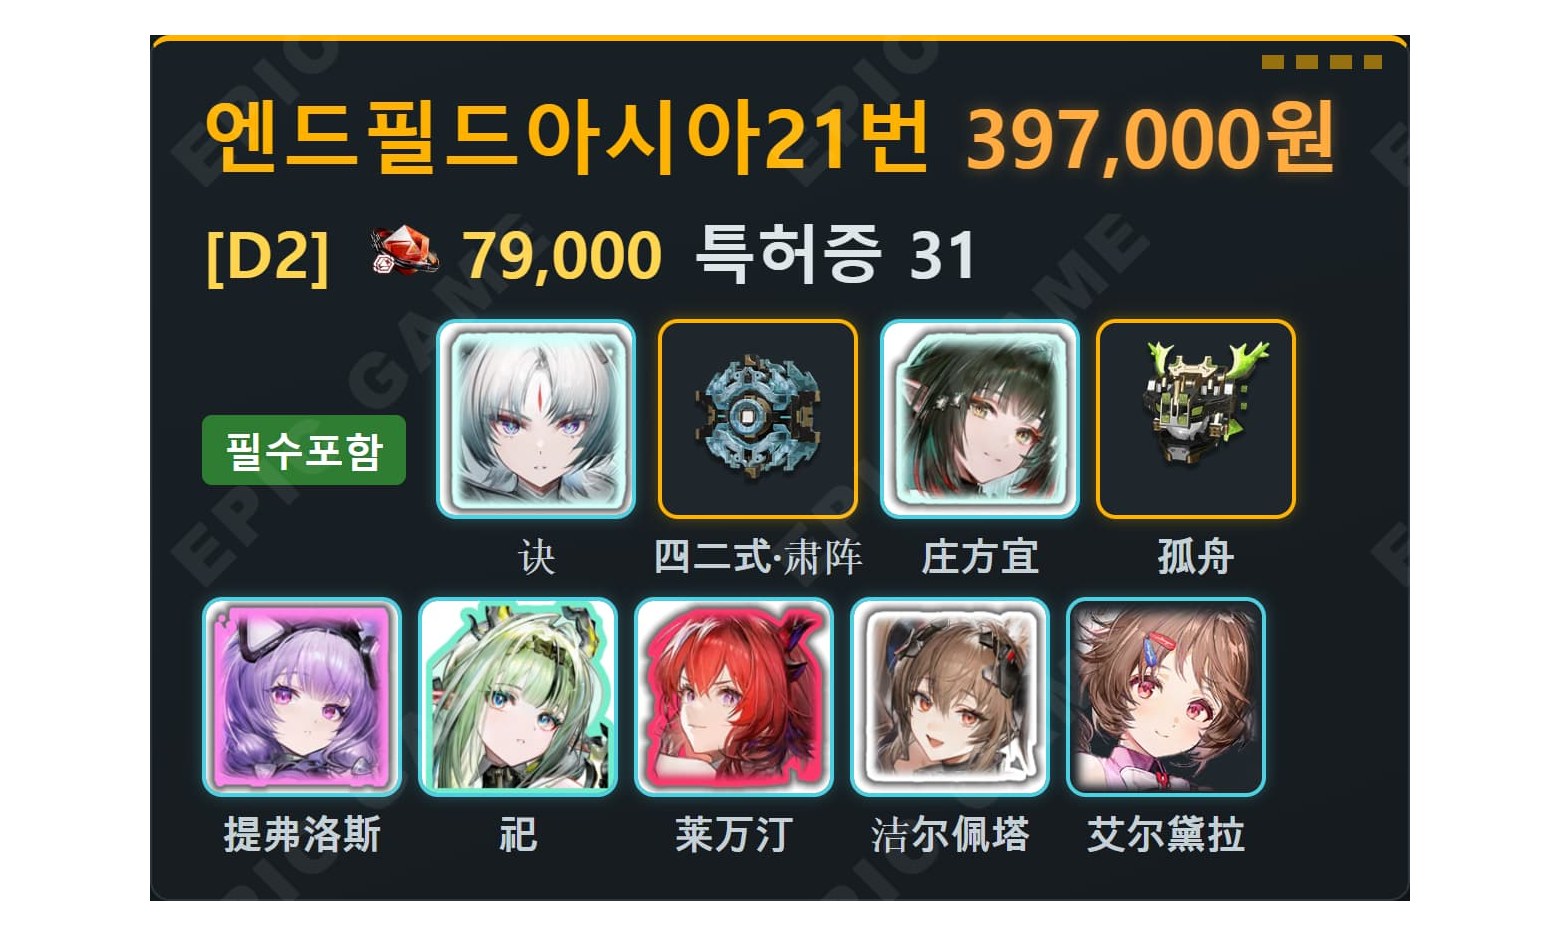 엔드필드아시아21번 397,000원
[D2] 79,000 특허증 31
필수포함
诀 四二式·肃阵 庄方宜 孤舟
提弗洛斯 祀 莱万汀 洁尔佩塔 艾尔黛拉
EPIC GAME